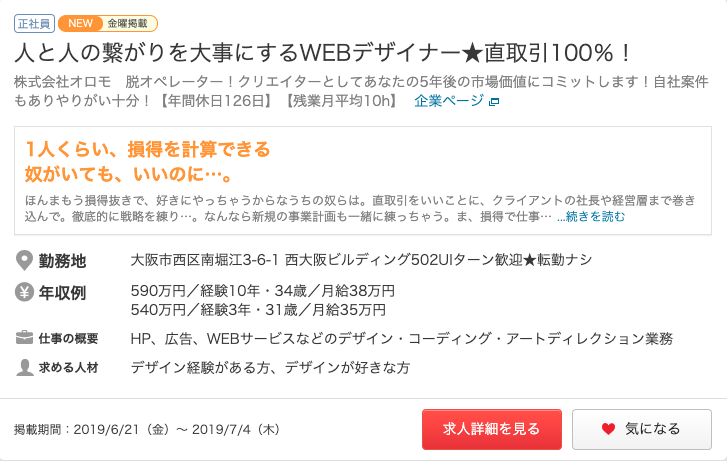 正社員 NEW 金曜掲載
人と人の繋がりを大事にするWEBデザイナー★直取引100%！
株式会社オロモ　脱オペレーター！クリエイターとしてあなたの5年後の市場価値にコミットします！自社案件
もありやりがい十分！【年間休日126日】【残業月平均10h】 企業ページ
1人くらい、損得を計算できる
奴がいても、いいのに…。
ほんまもう損得抜きで、好きにやっちゃうからなうちの奴らは。直取引をいいことに、クライアントの社長や経営層まで巻き
込んで。徹底的に戦略を練り…。なんなら新規の事業計画も一緒に練っちゃう。ま、損得で仕事… ...続きを読む
勤務地 大阪市西区南堀江3-6-1 西大阪ビルディング502UIターン歓迎★転勤ナシ
年収例 590万円／経験10年・34歳／月給38万円
540万円／経験3年・31歳／月給35万円
仕事の概要 HP、広告、WEBサービスなどのデザイン・コーディング・アートディレクション業務
求める人材 デザイン経験がある方、デザインが好きな方
掲載期間：2019/6/21（金）～ 2019/7/4（木） 求人詳細を見る 気になる